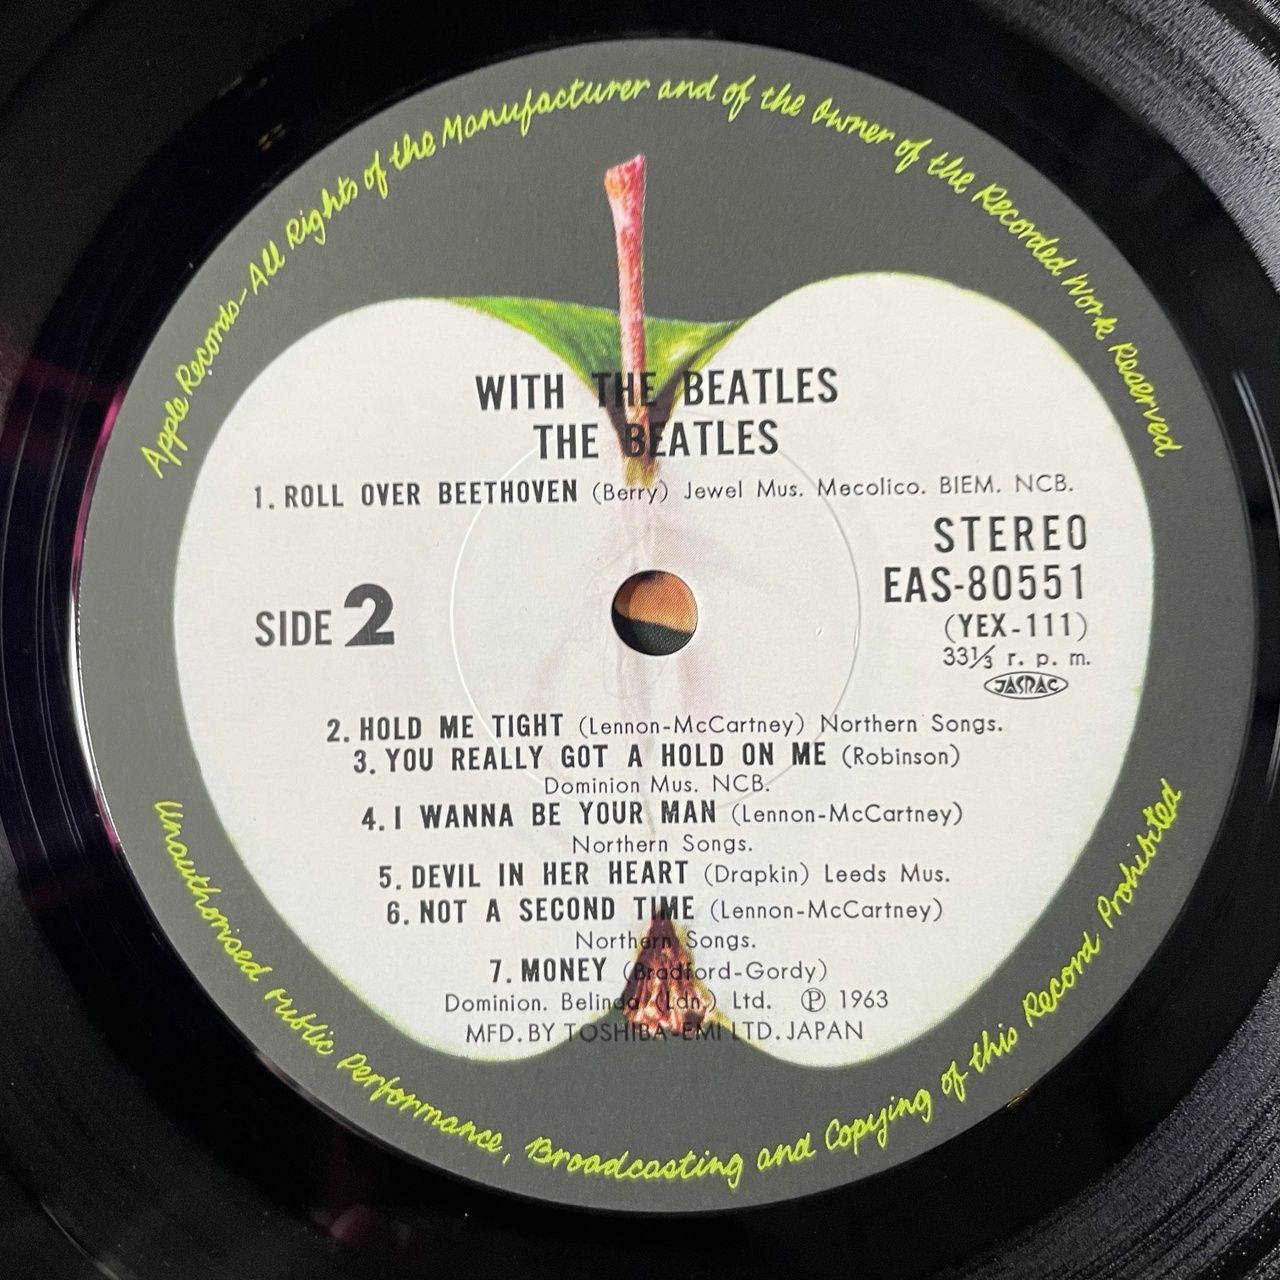 Apple Records–All Rights of the Manufacturer and of the Owner of the Recorded Work Reserved
WITH THE BEATLES
THE BEATLES
1. ROLL OVER BEETHOVEN (Berry) Jewel Mus. Mecolico. BIEM. NCB.
STEREO
EAS-80551
SIDE 2
(YEX-111)
33⅓ r. p. m.
JASRAC
2. HOLD ME TIGHT (Lennon-McCartney) Northern Songs.
3. YOU REALLY GOT A HOLD ON ME (Robinson)
Dominion Mus. NCB.
4. I WANNA BE YOUR MAN (Lennon-McCartney)
Northern Songs.
5. DEVIL IN HER HEART (Drapkin) Leeds Mus.
6. NOT A SECOND TIME (Lennon-McCartney)
Northern Songs.
7. MONEY (Bradford-Gordy)
Dominion. Belinda (Ldn.) Ltd. ℗ 1963
MFD. BY TOSHIBA-EMI LTD. JAPAN
Unauthorised Public Performance, Broadcasting and Copying of this Record Prohibited